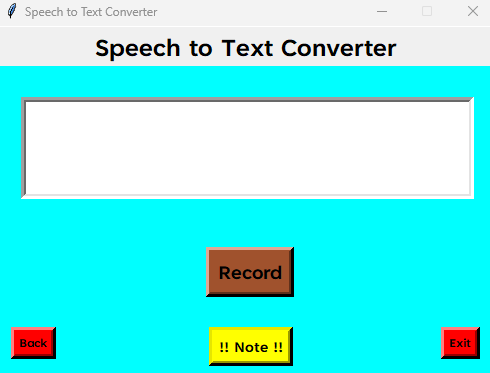 Speech to Text Converter
Speech to Text Converter
Record
Back
!! Note !!
Exit